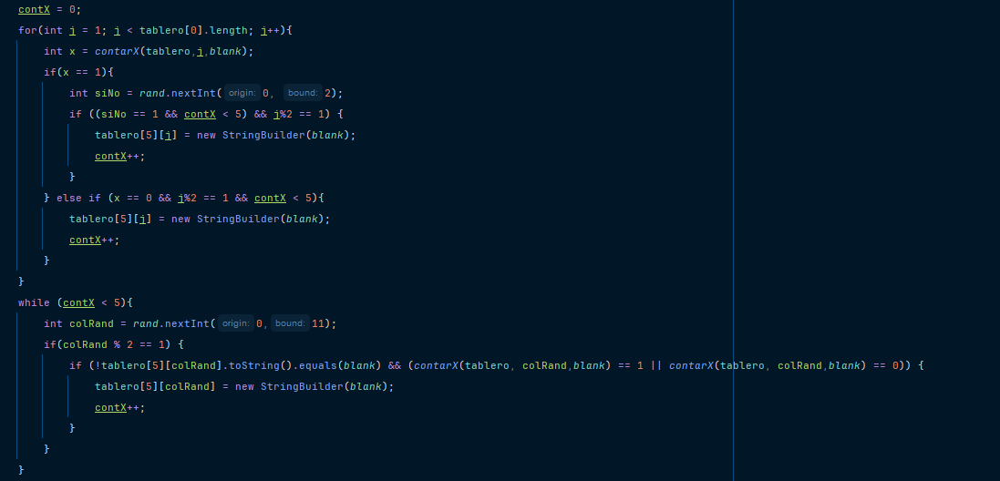 contX = 0;
for(int j = 1; j < tablero[0].length; j++){
int x = contarX(tablero,j,blank);
if(x == 1){
int siNo = rand.nextInt( origin: 0, bound: 2);
if ((siNo == 1 && contX < 5) && j%2 == 1) {
tablero[5][j] = new StringBuilder(blank);
contX++;
}
} else if (x == 0 && j%2 == 1 && contX < 5){
tablero[5][j] = new StringBuilder(blank);
contX++;
}
}
while (contX < 5){
int colRand = rand.nextInt( origin: 0, bound: 11);
if(colRand % 2 == 1) {
if (!tablero[5][colRand].toString().equals(blank) && (contarX(tablero, colRand,blank) == 1 || contarX(tablero, colRand,blank) == 0)) {
tablero[5][colRand] = new StringBuilder(blank);
contX++;
}
}
}